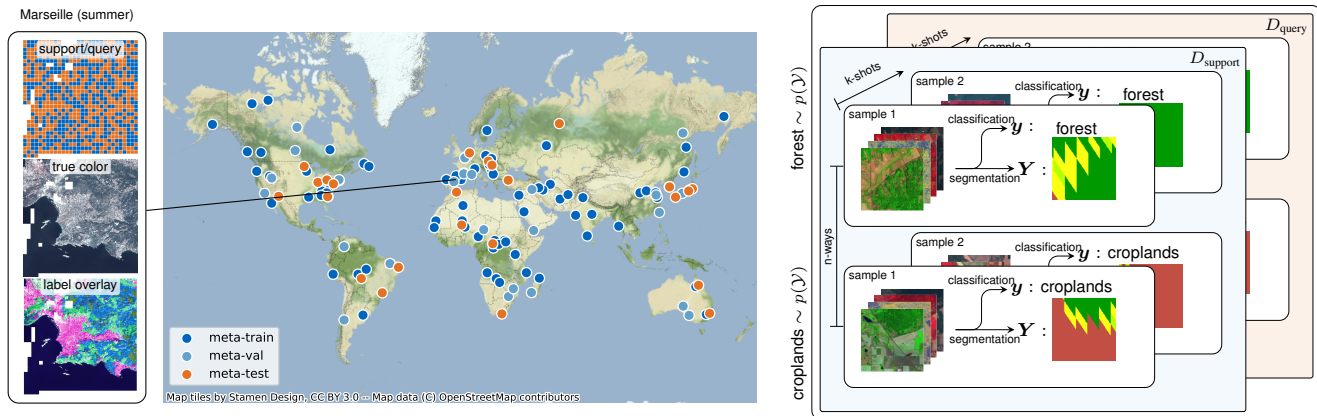 Marseille (summer)
support/query
true color
label overlay
meta-train
meta-val
meta-test
Map tiles by Stamen Design, CC BY 3.0 -- Map data (C) OpenStreetMap contributors
D_query
k-shots
D_support
k-shots
forest ∼ p(𝒴)
croplands ∼ p(𝒴)
n-ways
sample 2
classification
y : forest
sample 1
classification
y : forest
segmentation
Y :
sample 2
classification
y : croplands
sample 1
classification
y : croplands
segmentation
Y :